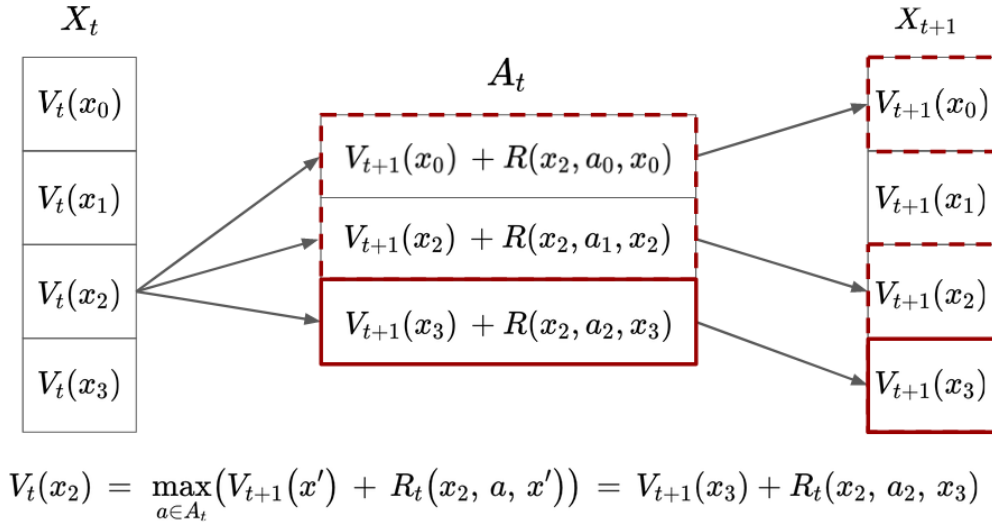 X_t
A_t
X_{t+1}
V_t(x_0)
V_t(x_1)
V_t(x_2)
V_t(x_3)
V_{t+1}(x_0) + R(x_2, a_0, x_0)
V_{t+1}(x_2) + R(x_2, a_1, x_2)
V_{t+1}(x_3) + R(x_2, a_2, x_3)
V_{t+1}(x_0)
V_{t+1}(x_1)
V_{t+1}(x_2)
V_{t+1}(x_3)
V_t(x_2) = max_{a∈A_t}(V_{t+1}(x′) + R_t(x_2, a, x′)) = V_{t+1}(x_3) + R_t(x_2, a_2, x_3)